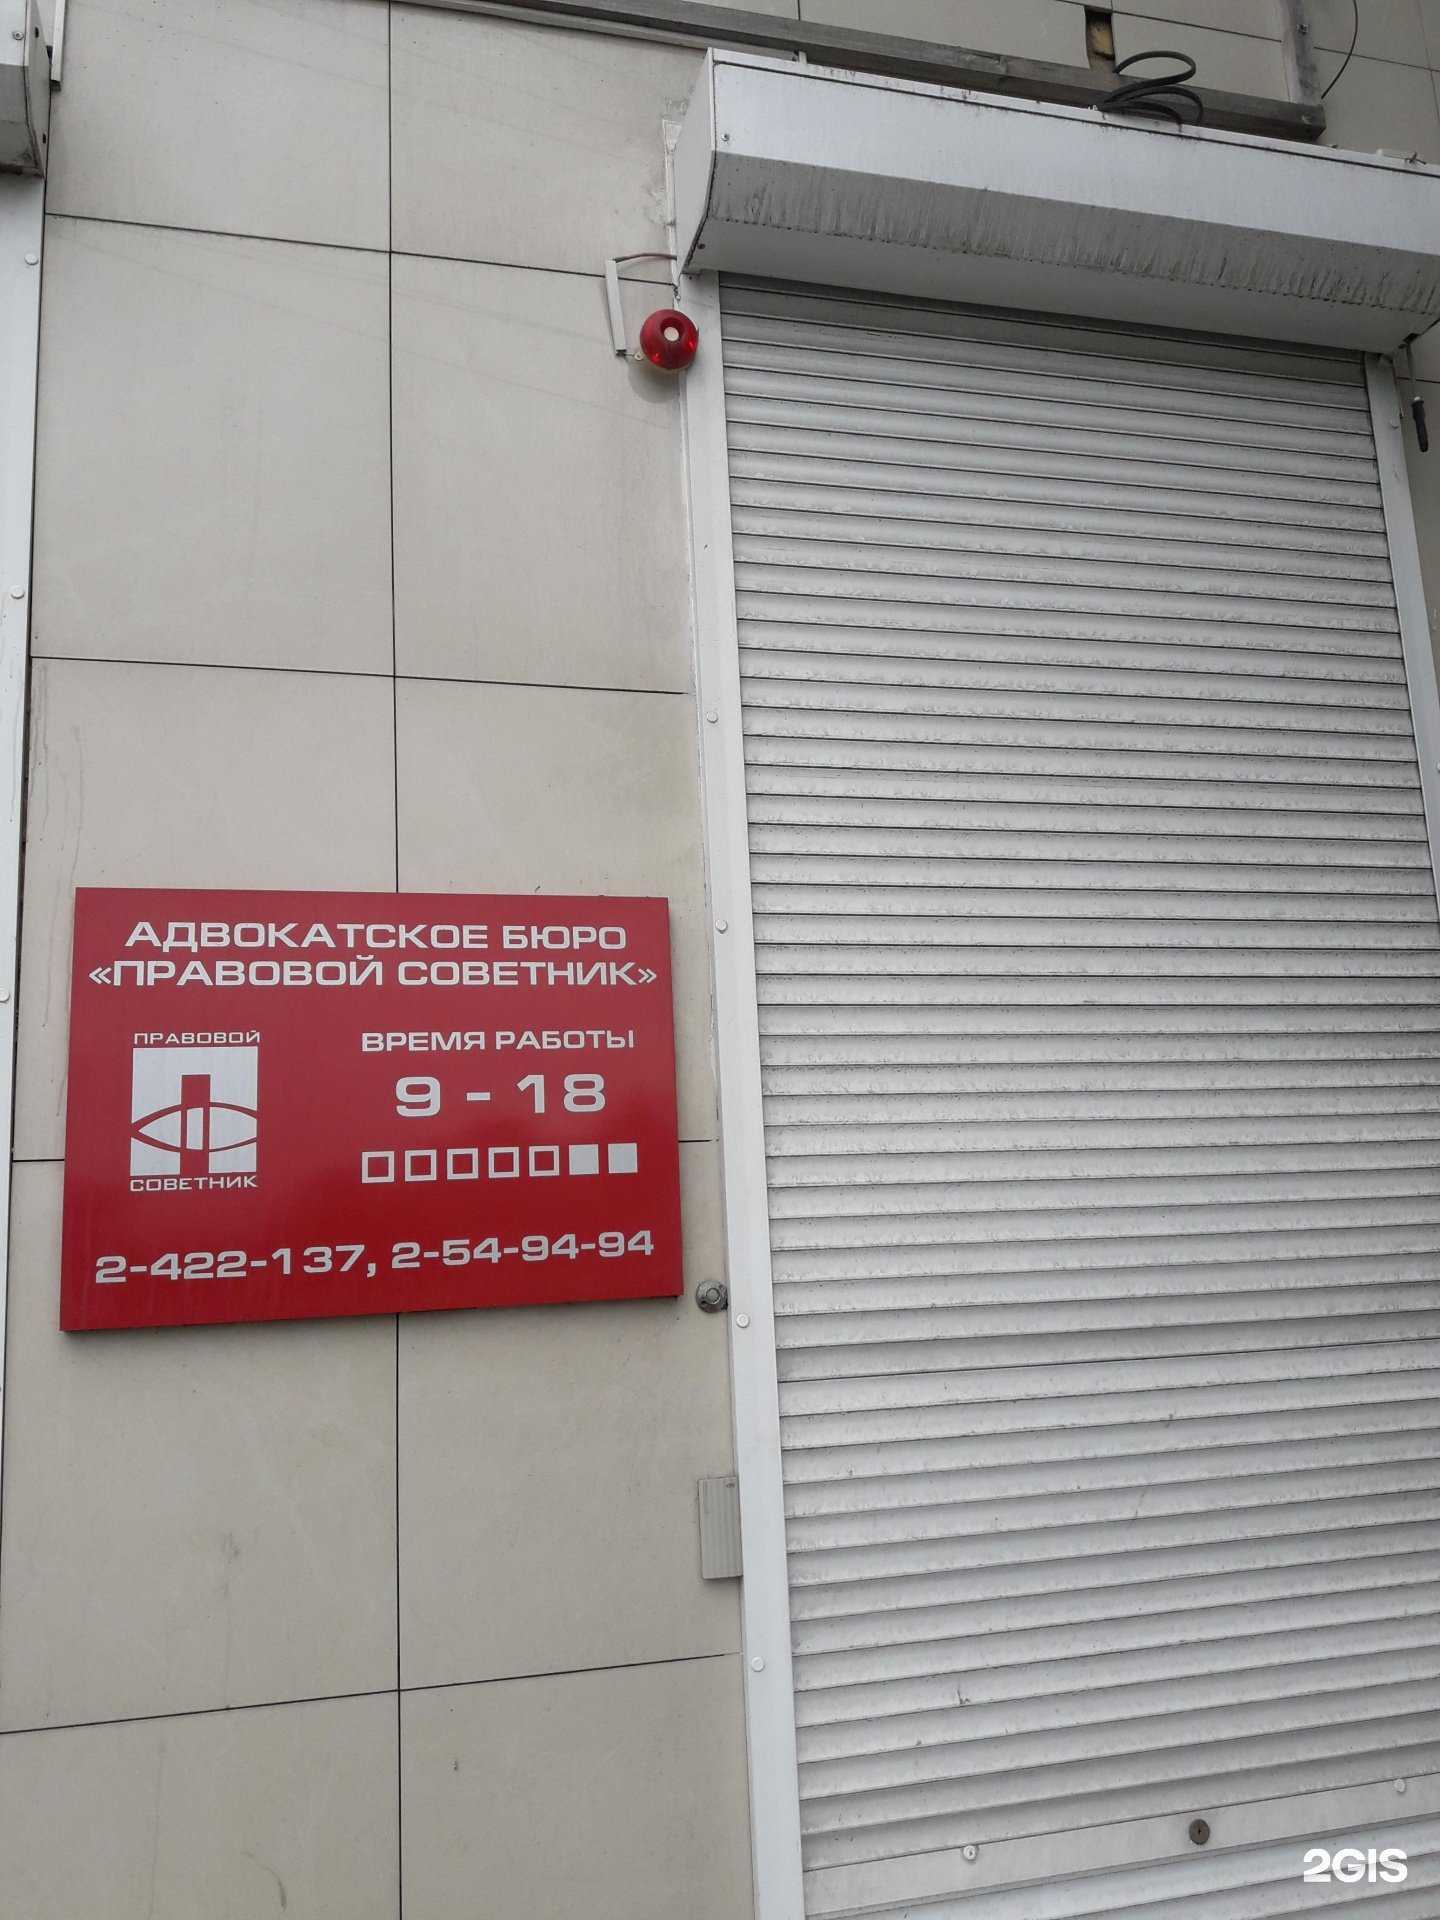 АДВОКАТСКОЕ БЮРО
«ПРАВОВОЙ СОВЕТНИК»
ПРАВОВОЙ
СОВЕТНИК
ВРЕМЯ РАБОТЫ
9 - 18
2-422-137, 2-54-94-94
2GIS